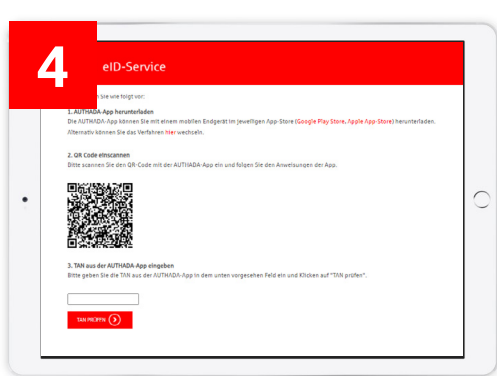 4
eID-Service
Sie wie folgt vor:
1. AUTHADA-App herunterladen
Die AUTHADA-App können Sie mit einem mobilen Endgerät im jeweiligen App-Store (Google Play Store, Apple App-Store) herunterladen.
Alternativ können Sie das Verfahren hier wechseln.
2. QR Code einscannen
Bitte scannen Sie den QR-Code mit der AUTHADA-App ein und folgen Sie den Anweisungen der App.
3. TAN aus der AUTHADA-App eingeben
Bitte geben Sie die TAN aus der AUTHADA-App in dem unten vorgesehen Feld ein und Klicken auf "TAN prüfen".
TAN PRÜFEN